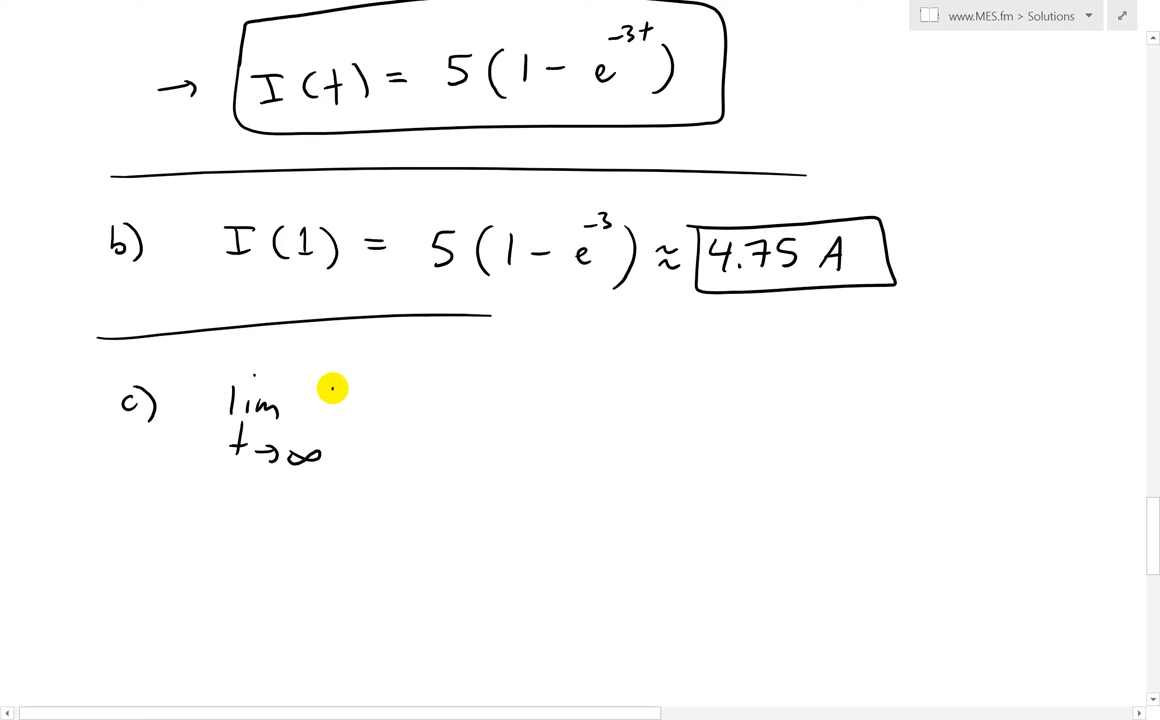 www.MES.fm > Solutions
→ I(t) = 5(1 - e^-3t)
b) I(1) = 5(1 - e^-3) ≈ 4.75 A
c) lim
t→∞